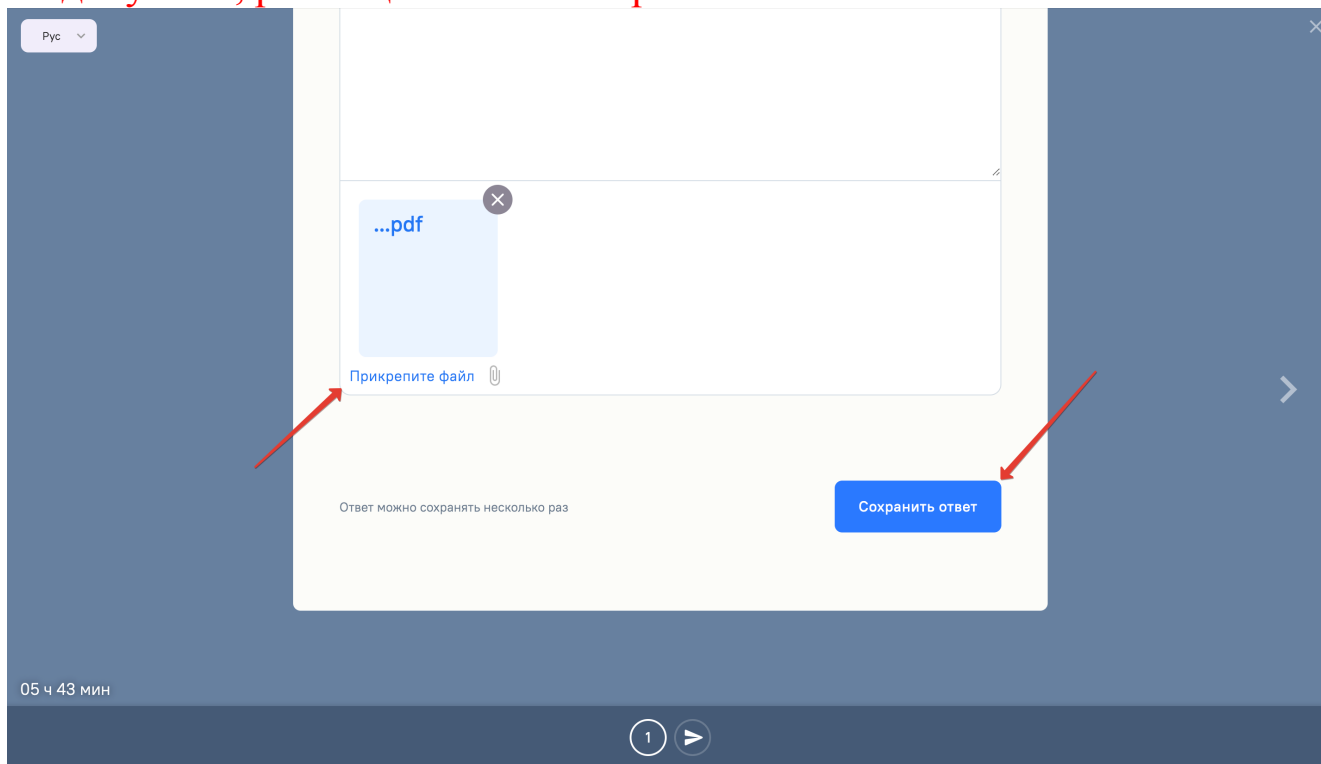 Рус
...pdf
Прикрепите файл
Ответ можно сохранять несколько раз
Сохранить ответ
05 ч 43 мин
1